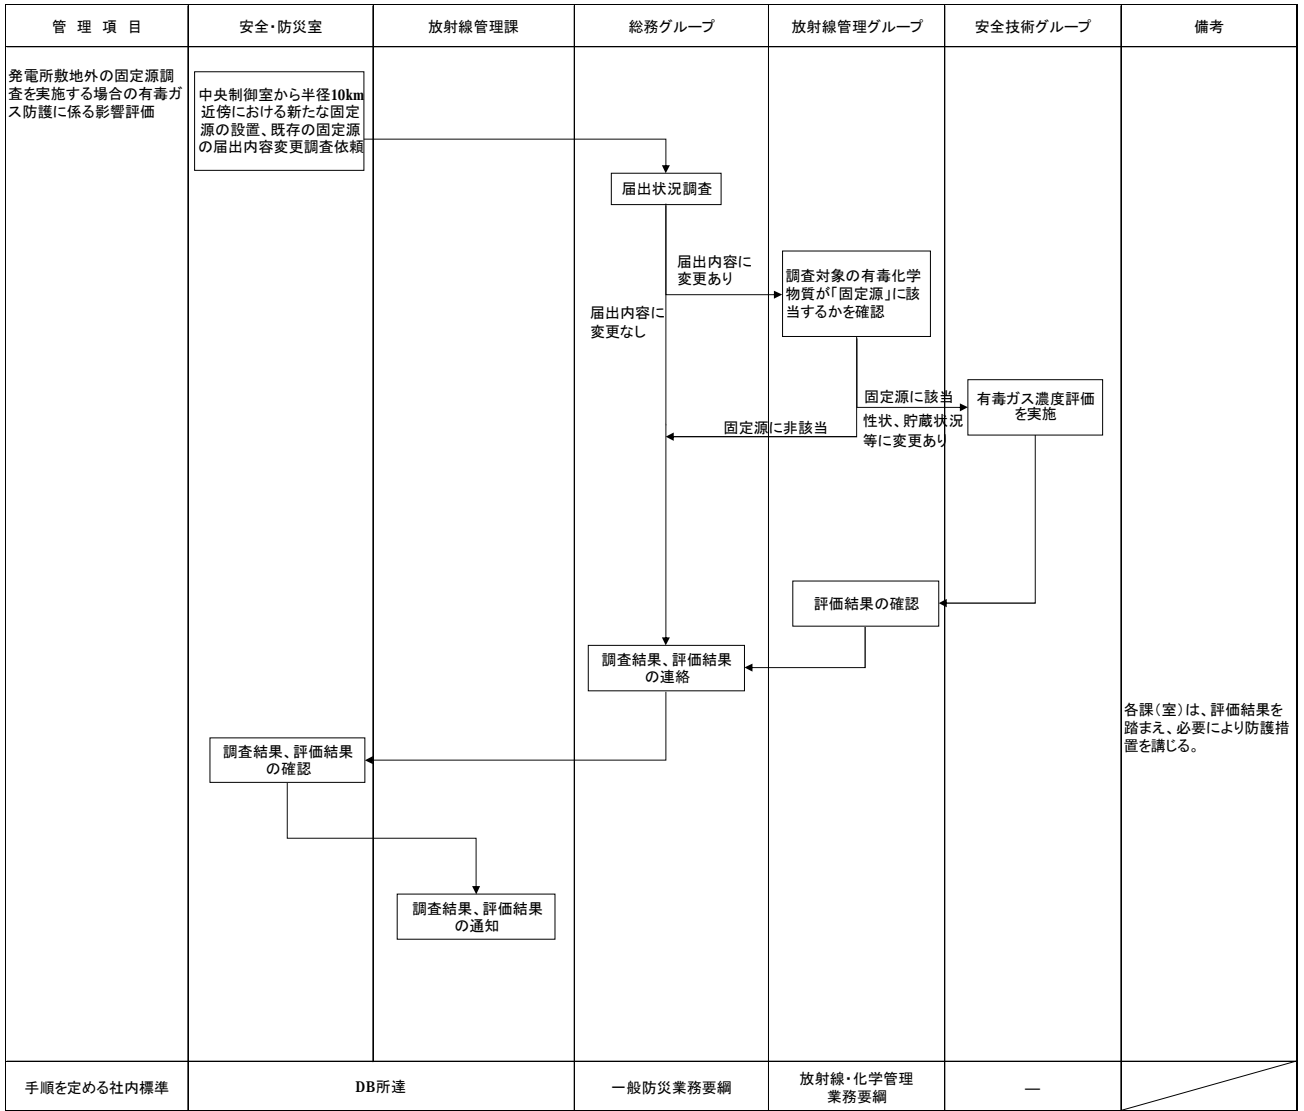 管理項目
安全・防災室
放射線管理課
総務グループ
放射線管理グループ
安全技術グループ
備考
発電所敷地外の固定源調
査を実施する場合の有毒ガ
ス防護に係る影響評価
中央制御室から半径10km
近傍における新たな固定
源の設置、既存の固定源
の届出内容変更調査依頼
届出状況調査
届出内容に
変更あり
調査対象の有毒化学
物質が「固定源」に該
当するかを確認
届出内容に
変更なし
固定源に該当
性状、貯蔵状況
等に変更あり
有毒ガス濃度評価
を実施
固定源に非該当
評価結果の確認
調査結果、評価結果
の連絡
各課（室）は、評価結果を
踏まえ、必要により防護措
置を講じる。
調査結果、評価結果
の確認
調査結果、評価結果
の通知
手順を定める社内標準
DB所達
一般防災業務要綱
放射線・化学管理
業務要綱
―